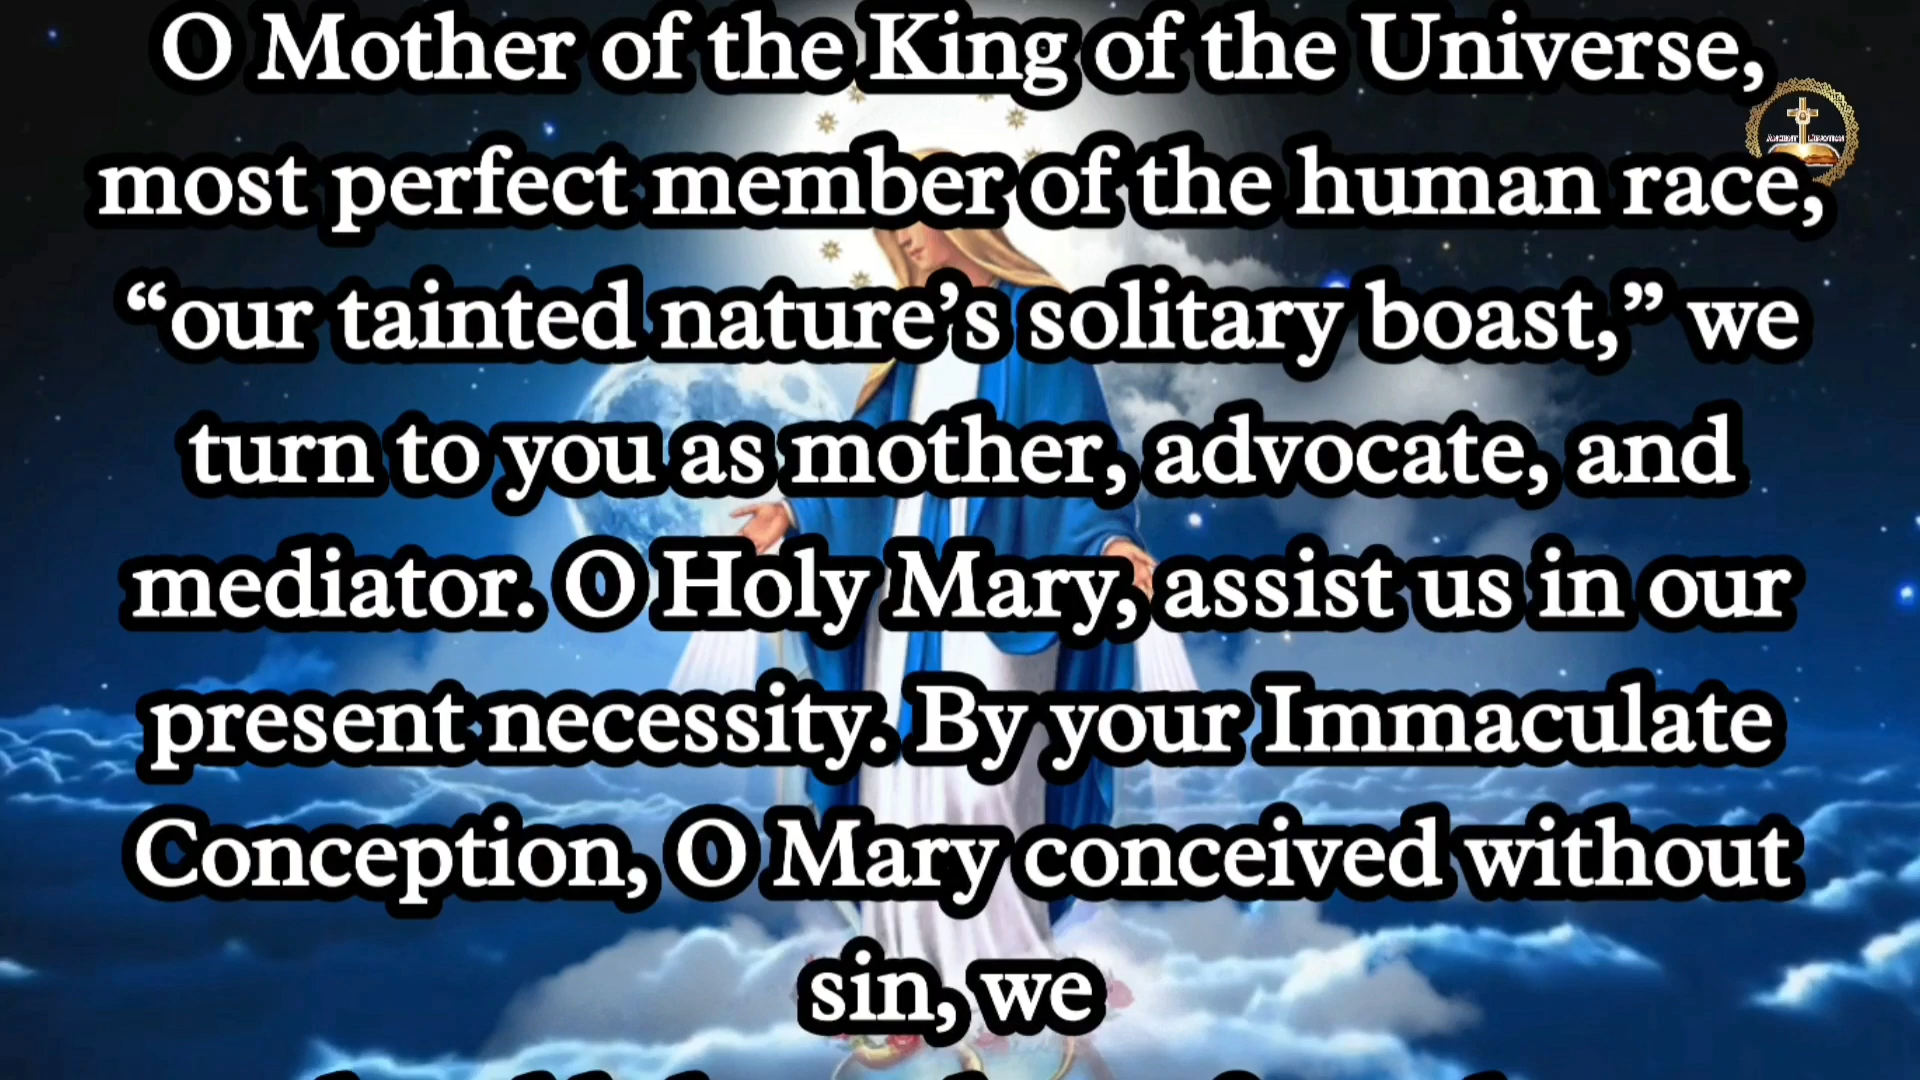 O Mother of the King of the Universe,
most perfect member of the human race,
“our tainted nature’s solitary boast,” we
turn to you as mother, advocate, and
mediator. O Holy Mary, assist us in our
present necessity. By your Immaculate
Conception, O Mary conceived without
sin, we